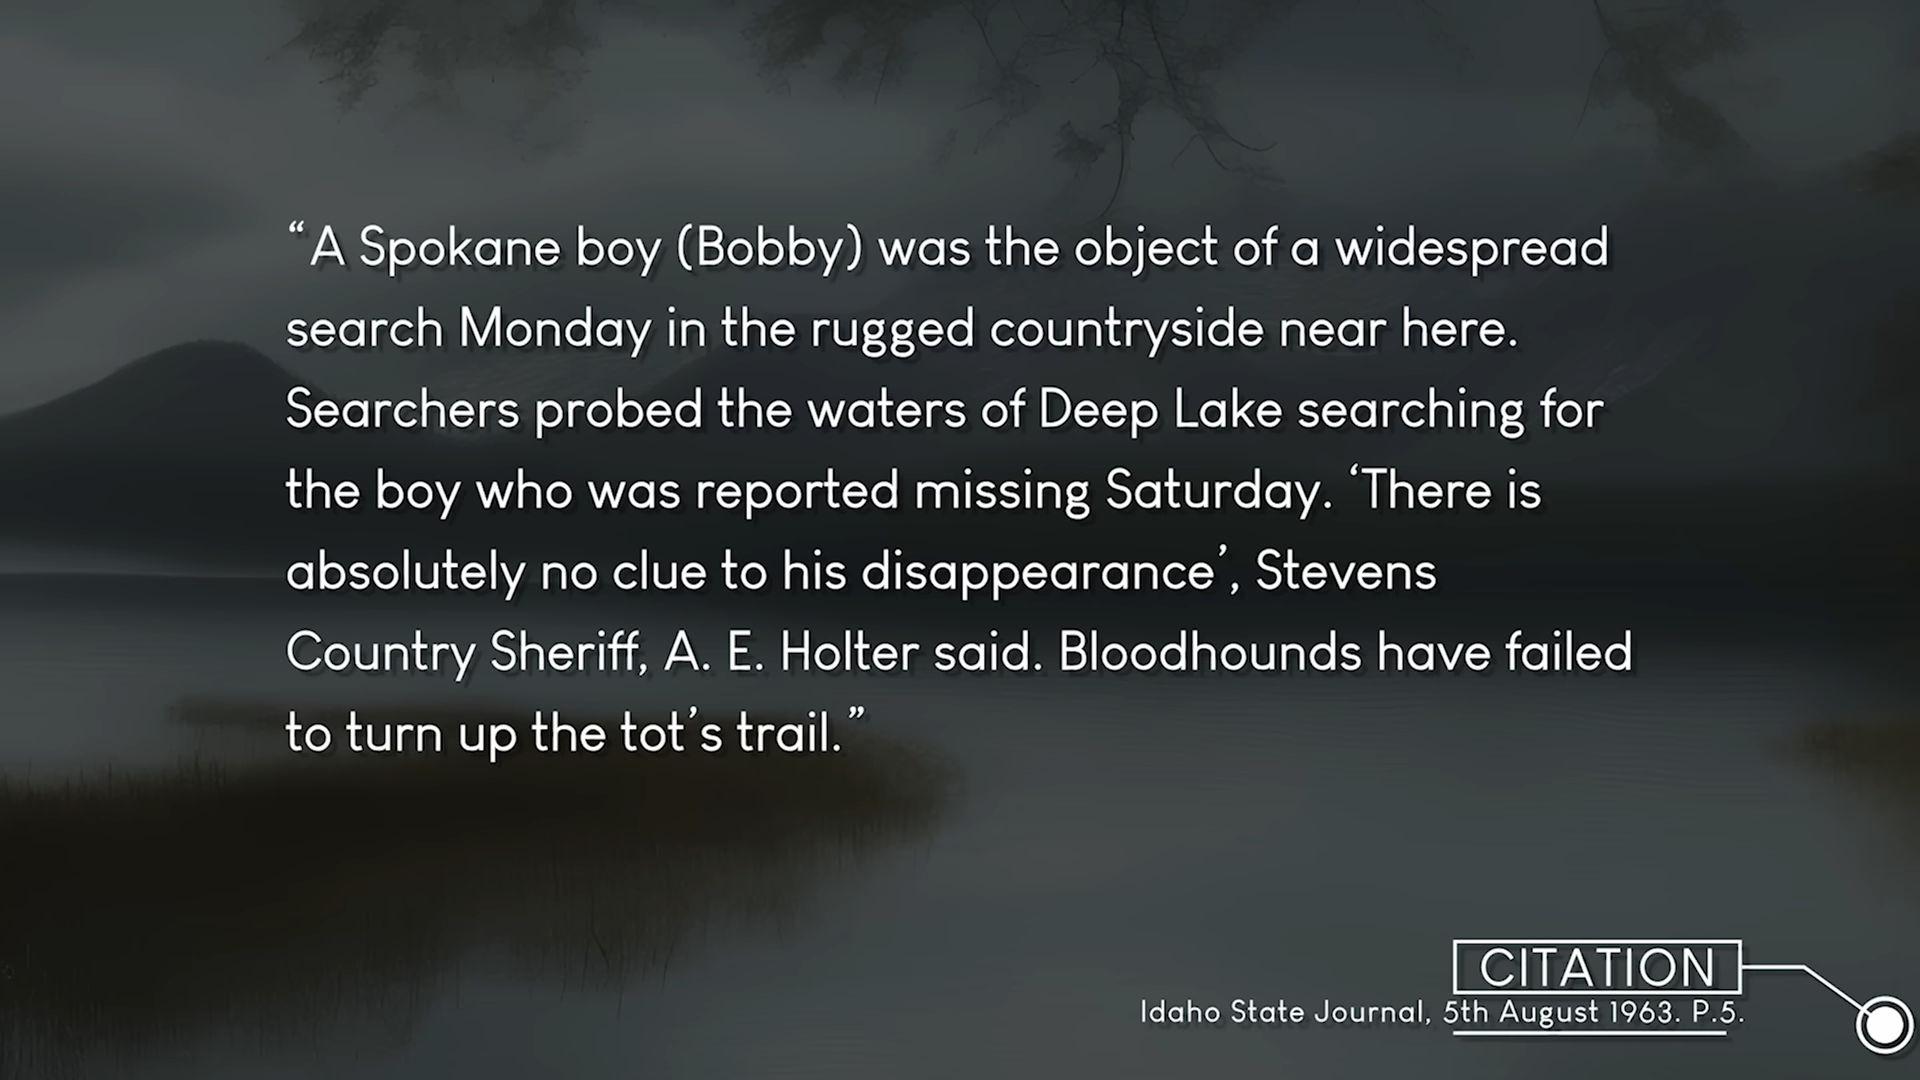 “A Spokane boy (Bobby) was the object of a widespread
search Monday in the rugged countryside near here.
Searchers probed the waters of Deep Lake searching for
the boy who was reported missing Saturday. ‘There is
absolutely no clue to his disappearance’, Stevens
Country Sheriff, A. E. Holter said. Bloodhounds have failed
to turn up the tot’s trail.”
CITATION
Idaho State Journal, 5th August 1963. P.5.